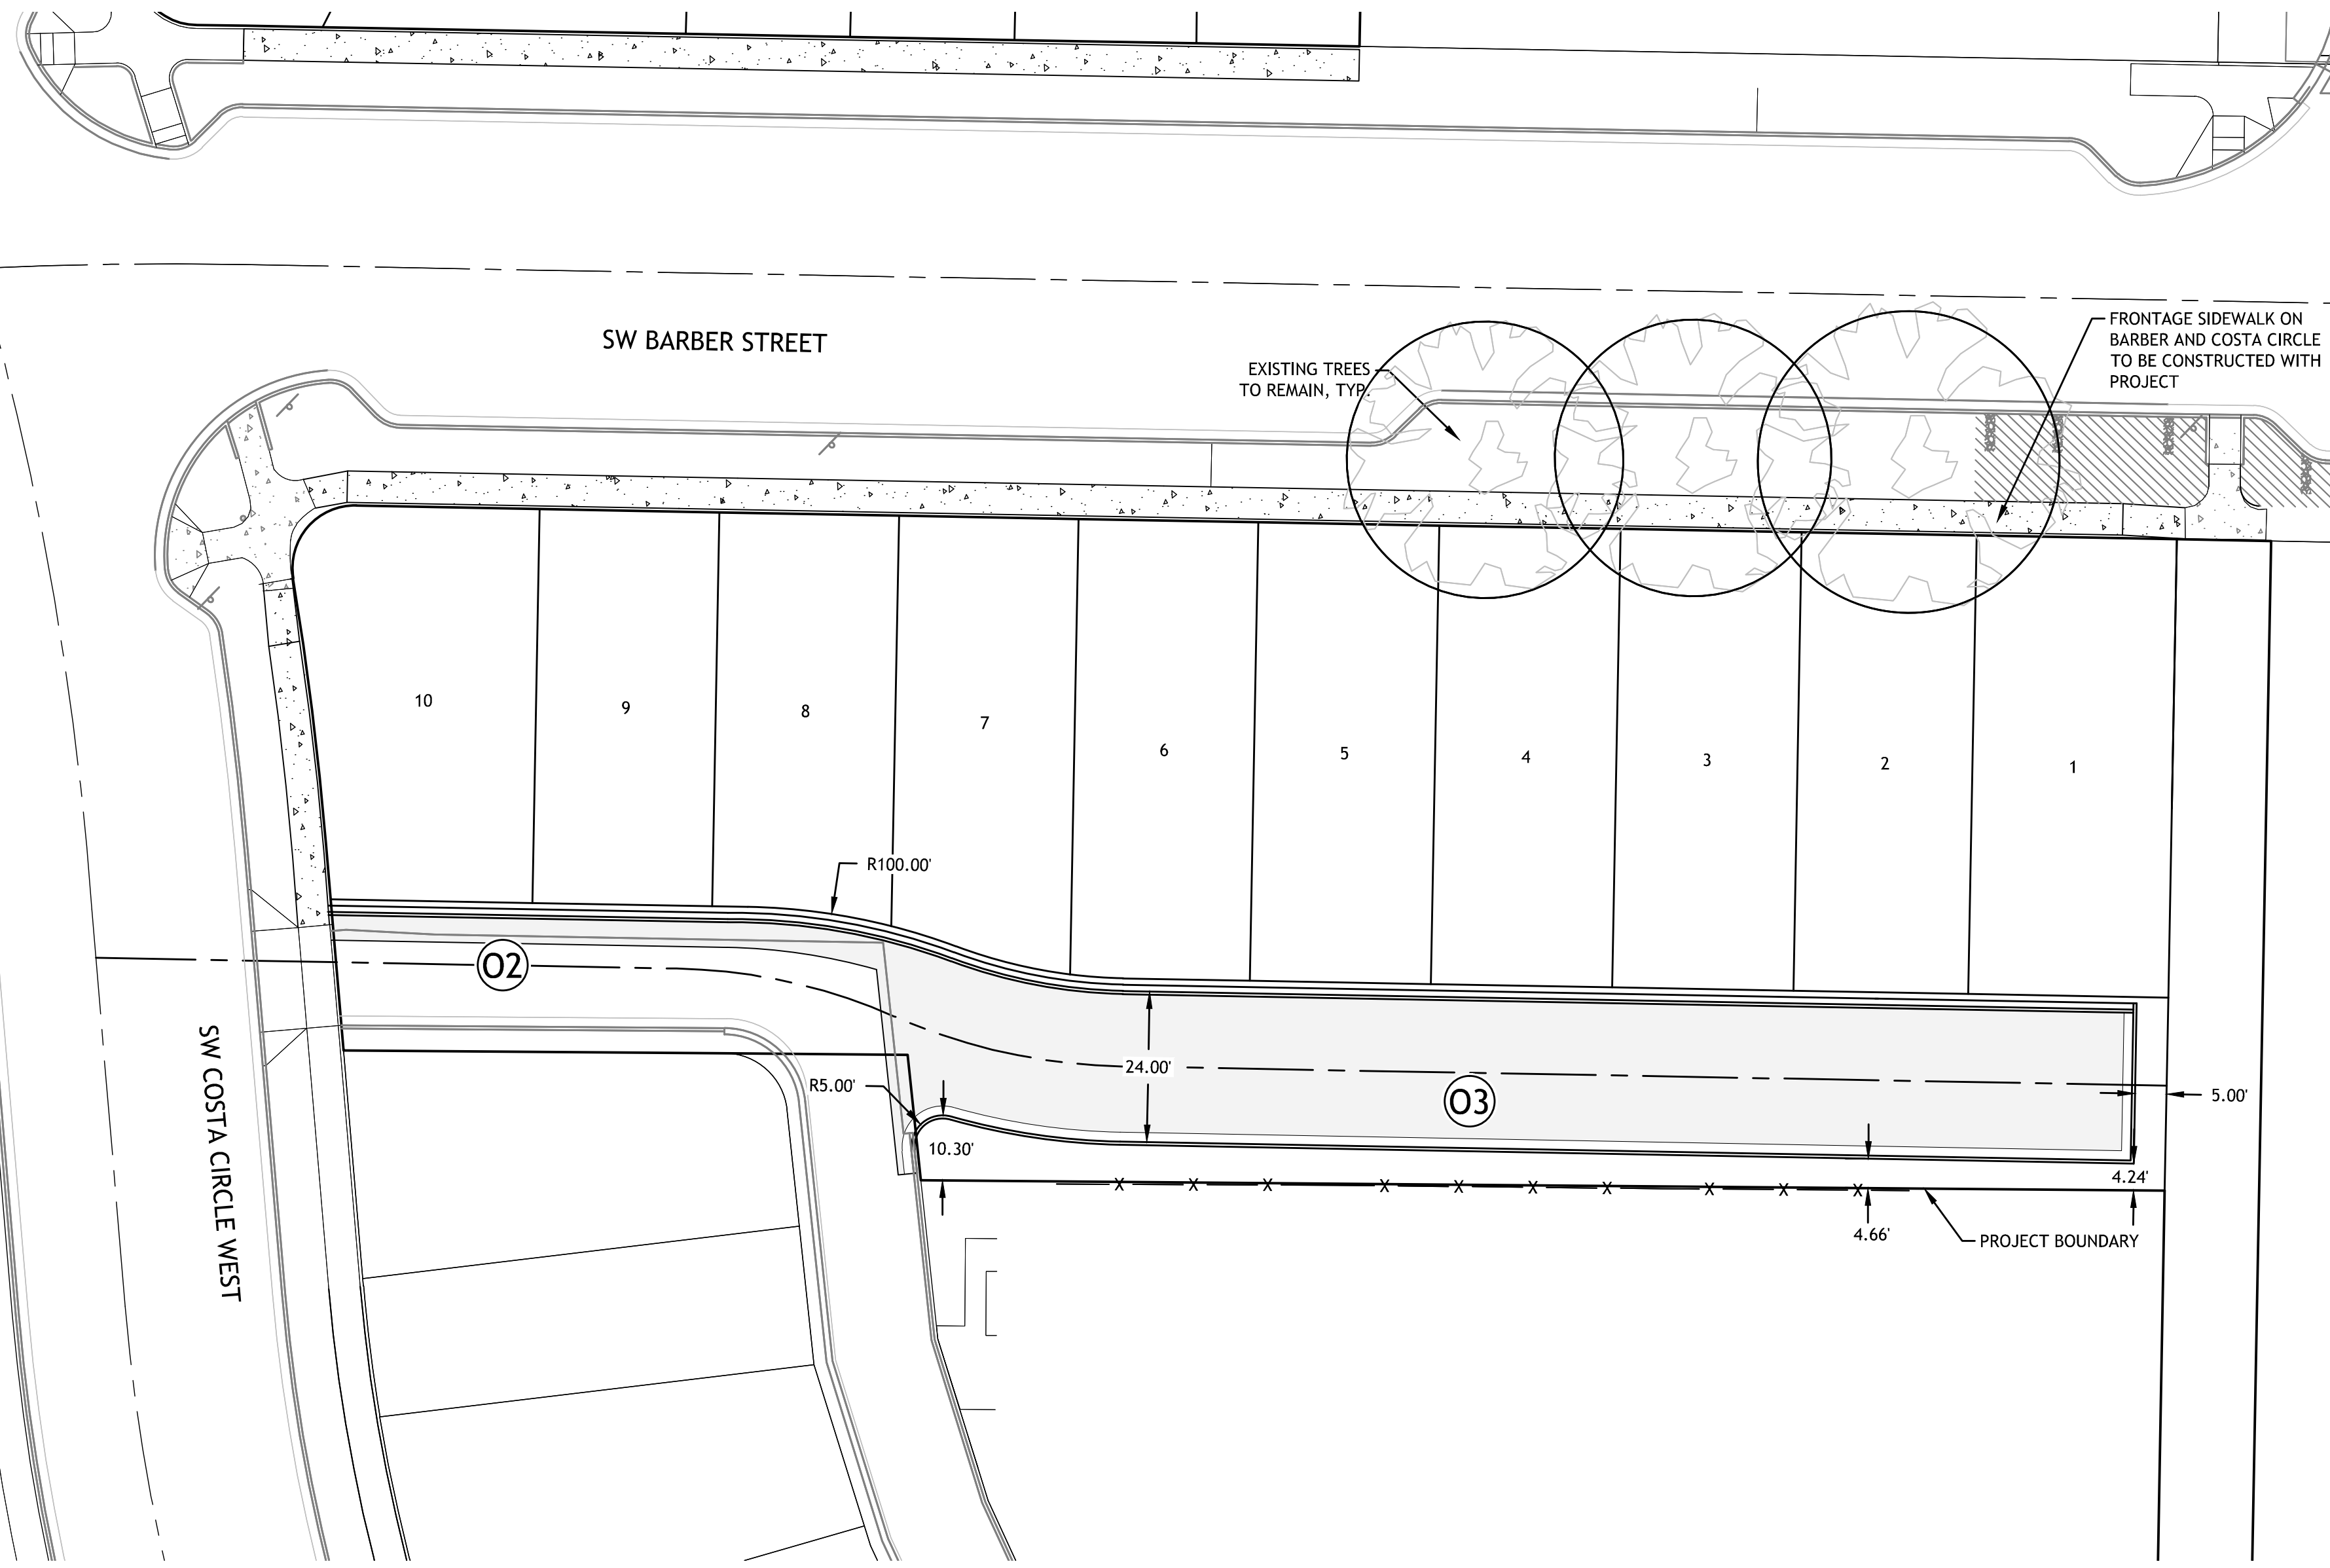 SW BARBER STREET
FRONTAGE SIDEWALK ON
BARBER AND COSTA CIRCLE
TO BE CONSTRUCTED WITH
PROJECT
EXISTING TREES
TO REMAIN, TYP.
10
9
8
7
6
5
4
3
2
1
R100.00'
O2
SW COSTA CIRCLE WEST
R5.00'
24.00'
O3
5.00'
10.30'
4.24'
X X X X X X X X X X
4.66'
PROJECT BOUNDARY